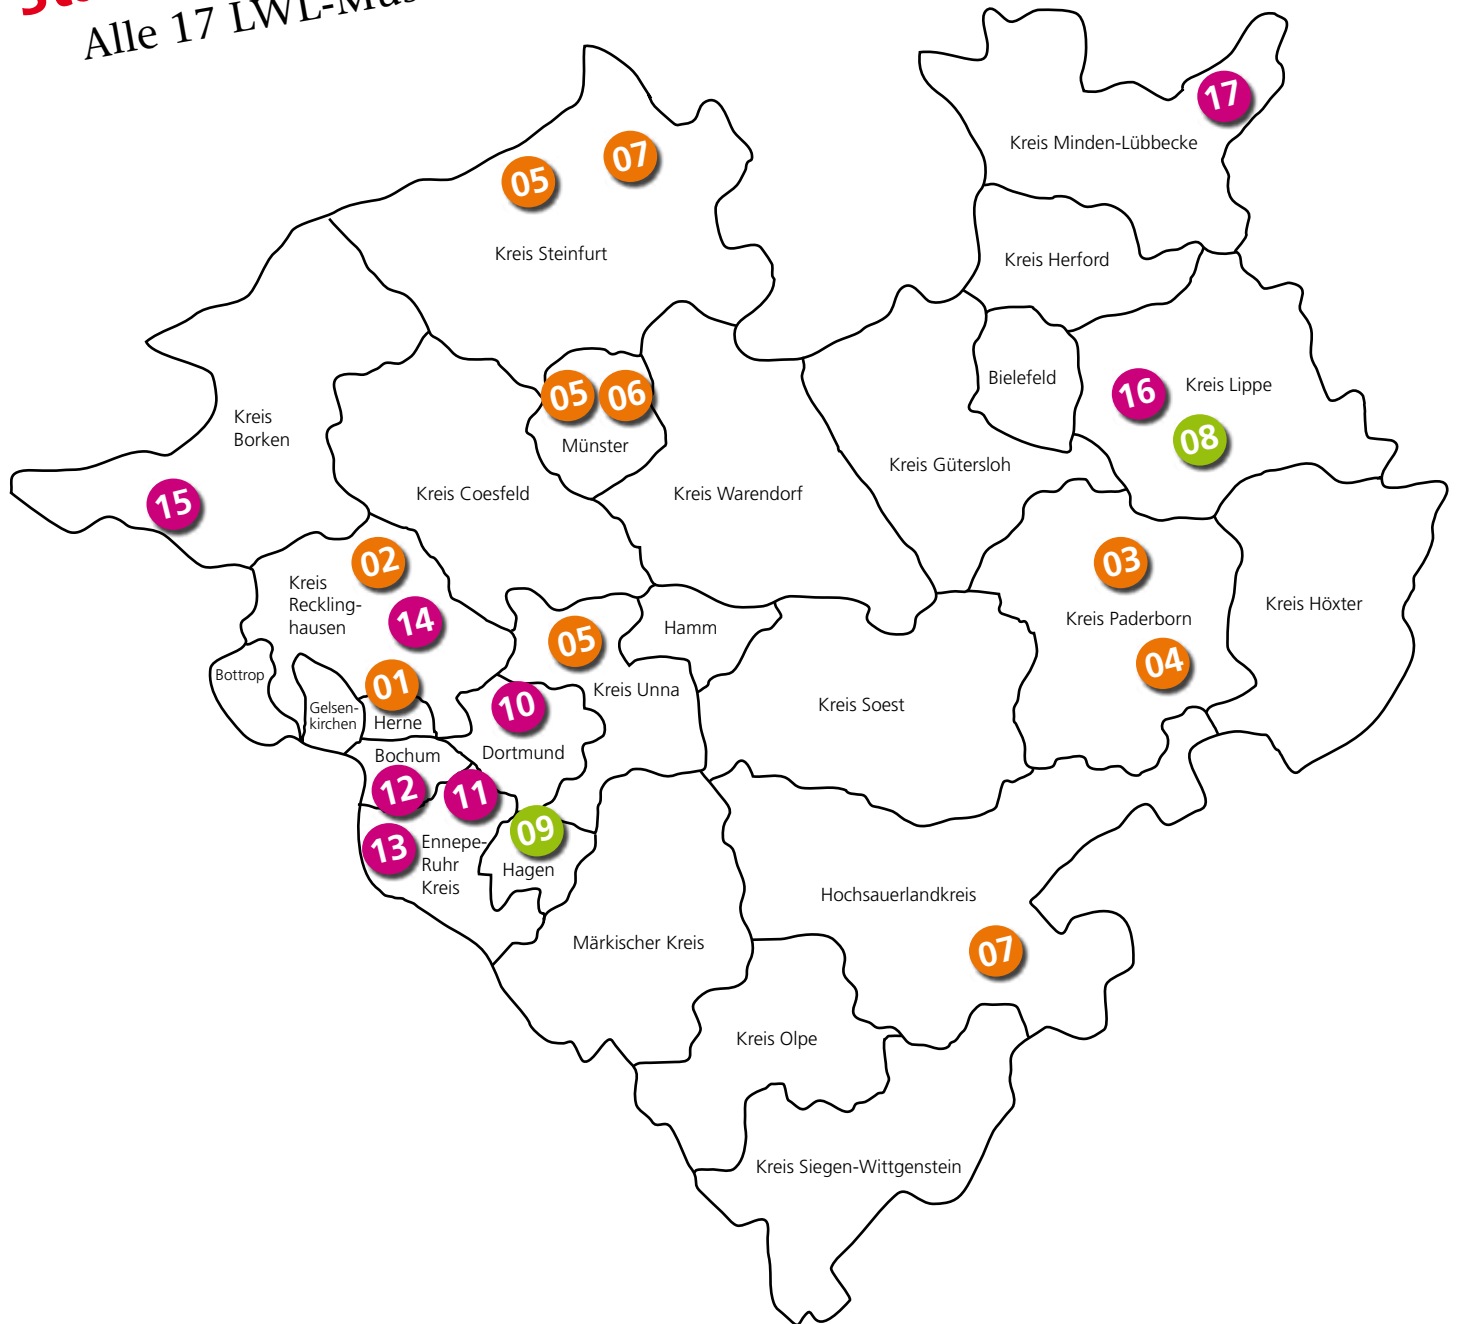 Alle 17 LWL-Mus
17
Kreis Minden-Lübbecke
07
05
Kreis Steinfurt
Kreis Herford
05
06
Münster
Bielefeld
16
Kreis Lippe
08
Kreis
Borken
15
Kreis Coesfeld
Kreis Warendorf
Kreis Gütersloh
02
Kreis
Reckling-
hausen
14
03
Kreis Paderborn
04
Kreis Höxter
05
Hamm
Kreis Unna
Kreis Soest
Bottrop
01
Gelsen-
kirchen
Herne
10
Dortmund
Bochum
12
11
13
Ennepe-
Ruhr
Kreis
09
Hagen
Hochsauerlandkreis
07
Märkischer Kreis
Kreis Olpe
Kreis Siegen-Wittgenstein